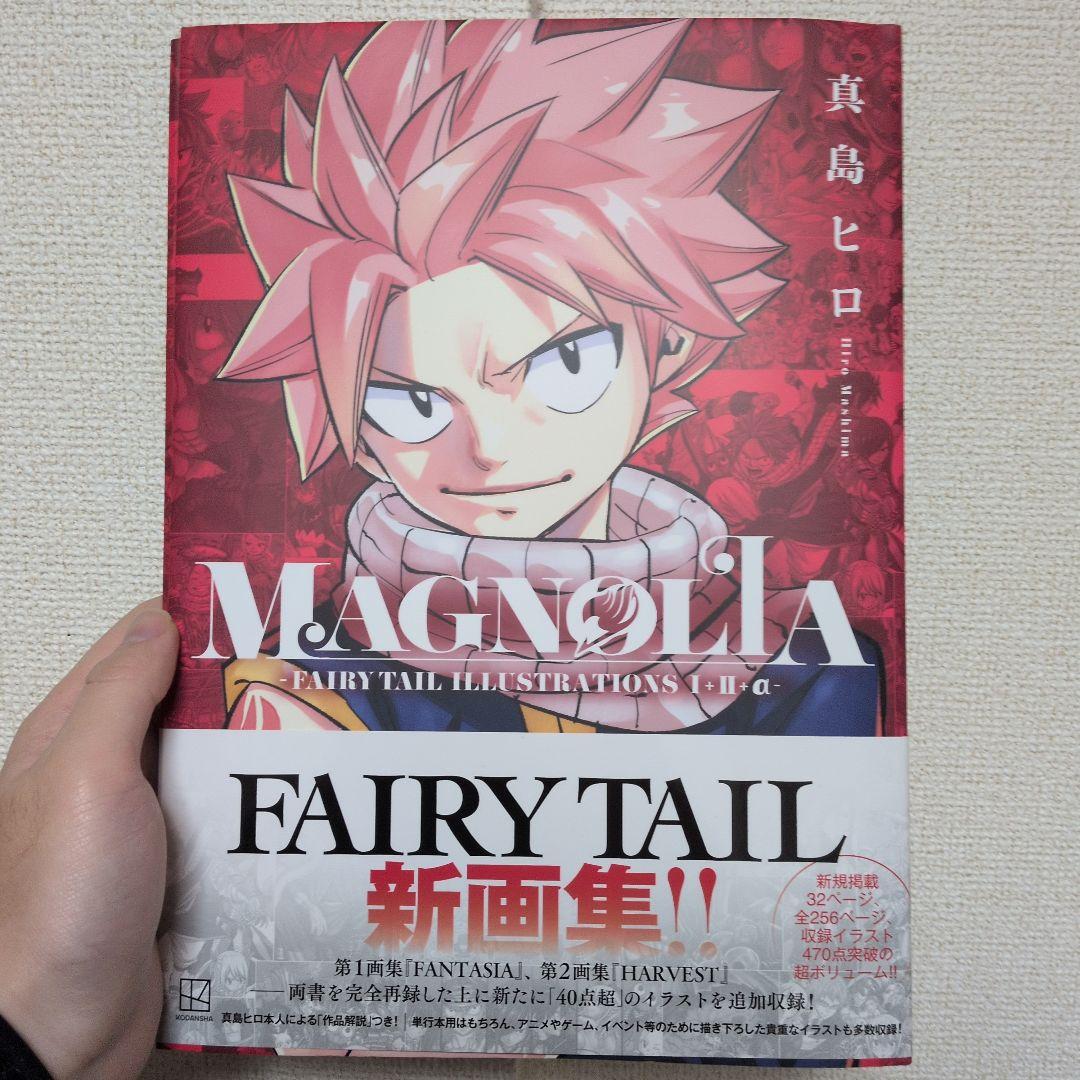 真島ヒロ
Hiro Mashima
MAGNOLIA
-FAIRY TAIL ILLUSTRATIONS I+II+α-
FAIRY TAIL
新画集!!
新規掲載
32ページ、
全256ページ、
収録イラスト
470点突破の
超ボリューム!!
第1画集『FANTASIA』、第2画集『HARVEST』
──両書を完全再録した上に新たに「40点超」のイラストを追加収録!
KODANSHA
真島ヒロ本人による「作品解説」つき! | 単行本用はもちろん、アニメやゲーム、イベント等のために描き下ろした貴重なイラストも多数収録!